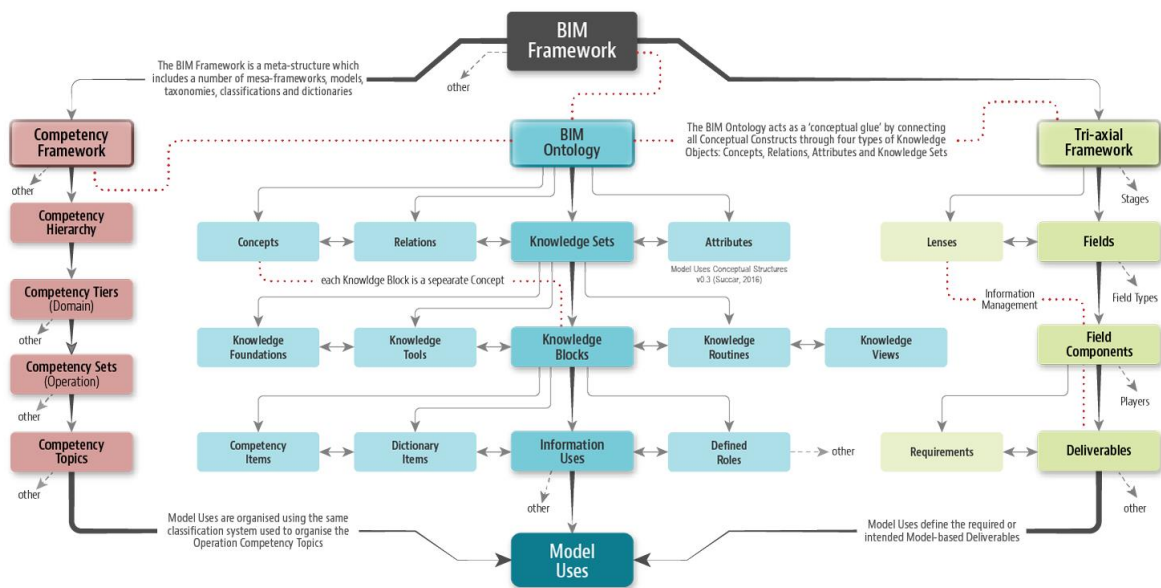 BIM
Framework
other
The BIM Framework is a meta-structure which
includes a number of mesa-frameworks, models,
taxonomies, classifications and dictionaries
Competency
Framework
BIM
Ontology
The BIM Ontology acts as a ‘conceptual glue’ by connecting
all Conceptual Constructs through four types of Knowledge
Objects: Concepts, Relations, Attributes and Knowledge Sets
Tri-axial
Framework
other
Stages
Competency
Hierarchy
Concepts
Relations
Knowledge Sets
Attributes
Lenses
Fields
Model Uses Conceptual Structures
v0.3 (Succar, 2016)
each Knowldge Block is a seperate Concept
Competency Tiers
(Domain)
Information
Management
Field Types
other
Knowledge
Foundations
Knowledge
Tools
Knowledge
Blocks
Knowledge
Routines
Knowledge
Views
Field
Components
Competency Sets
(Operation)
other
Players
Competency
Topics
Competency
Items
Dictionary
Items
Information
Uses
Defined
Roles
other
Requirements
Deliverables
other
other
other
Model Uses are organised using the same
classification system used to organise the
Operation Competency Topics
Model
Uses
Model Uses define the required or
intended Model-based Deliverables